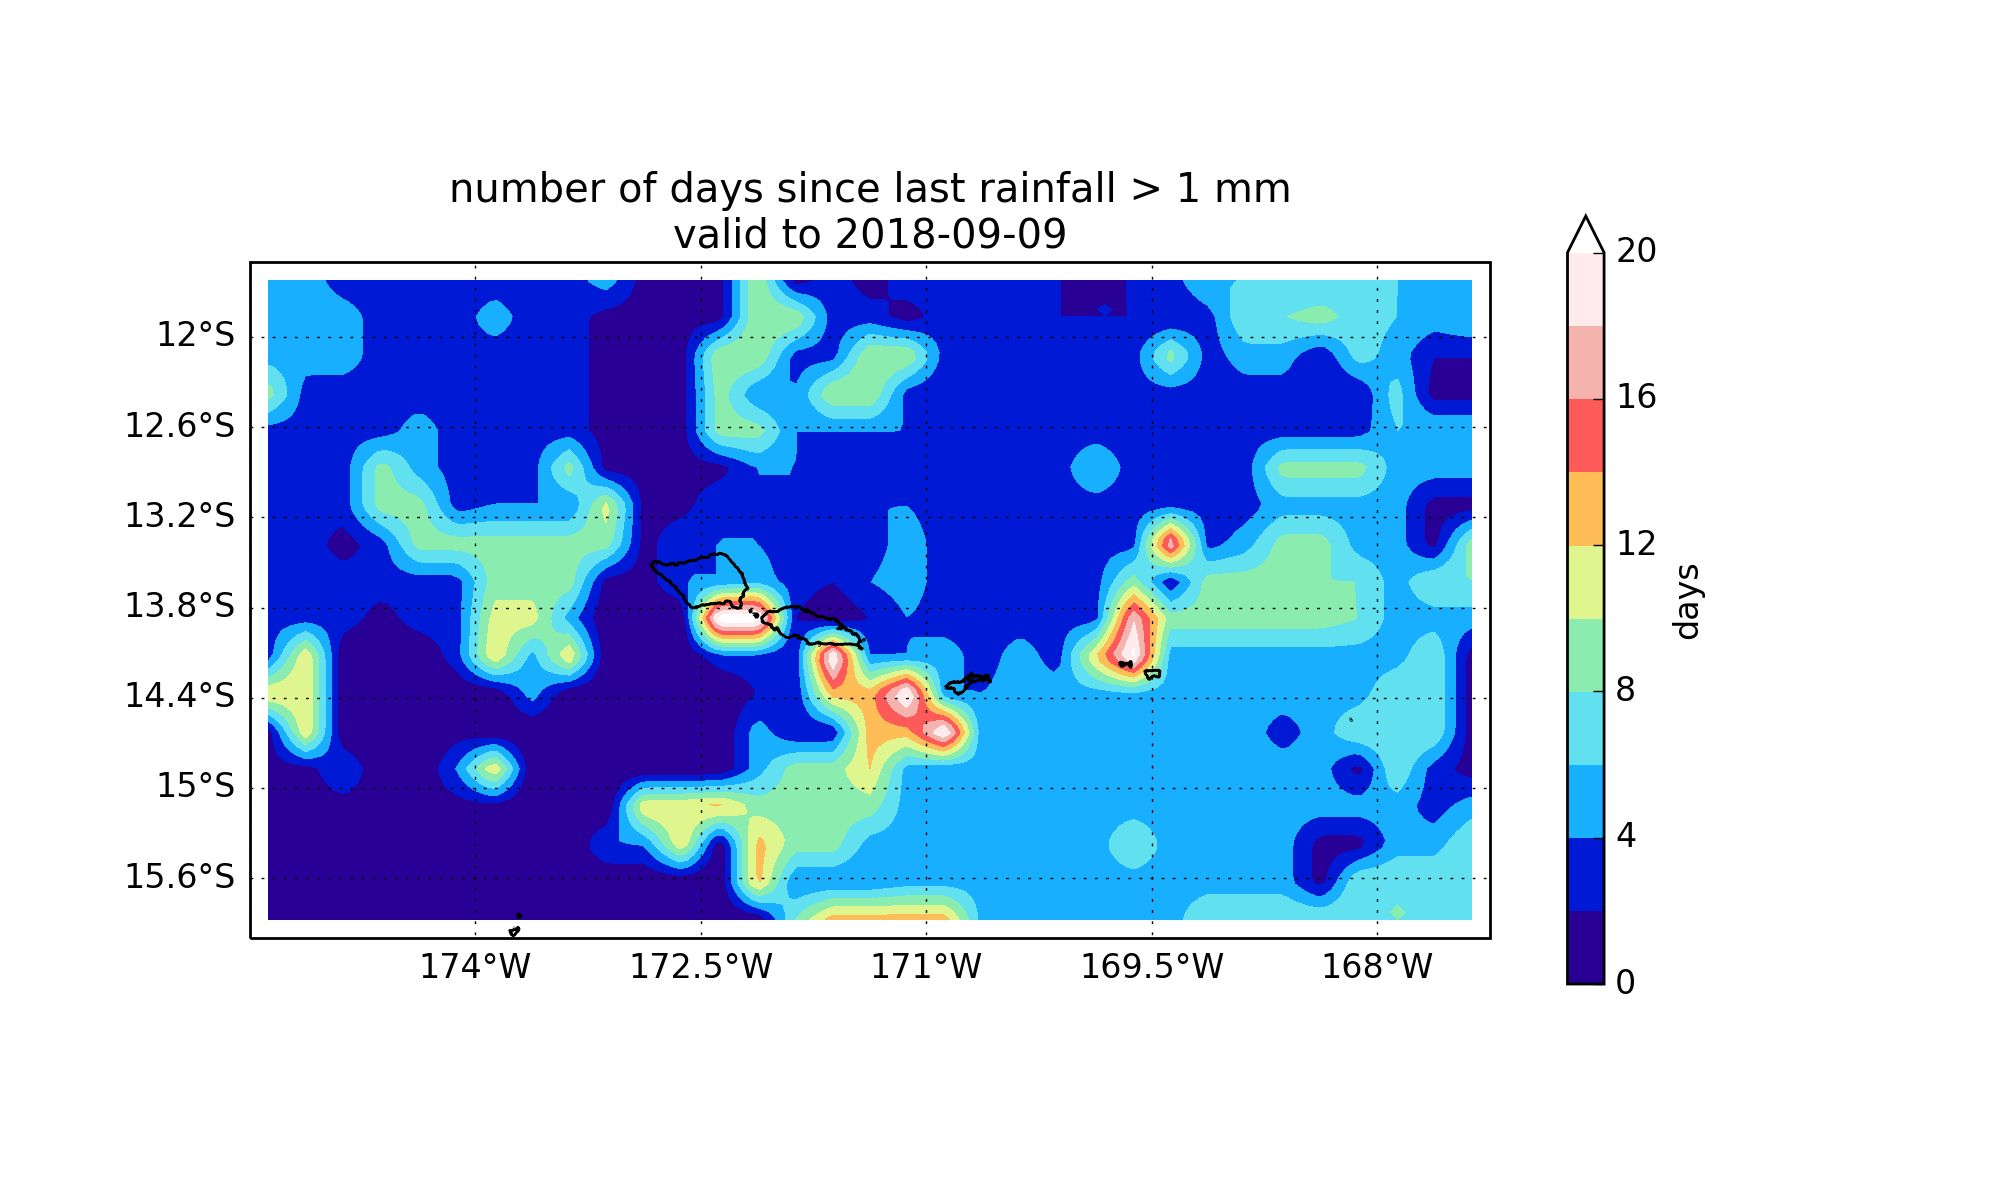 number of days since last rainfall > 1 mm
valid to 2018-09-09
12°S
12.6°S
13.2°S
13.8°S
14.4°S
15°S
15.6°S
174°W
172.5°W
171°W
169.5°W
168°W
20
16
12
8
4
0
days